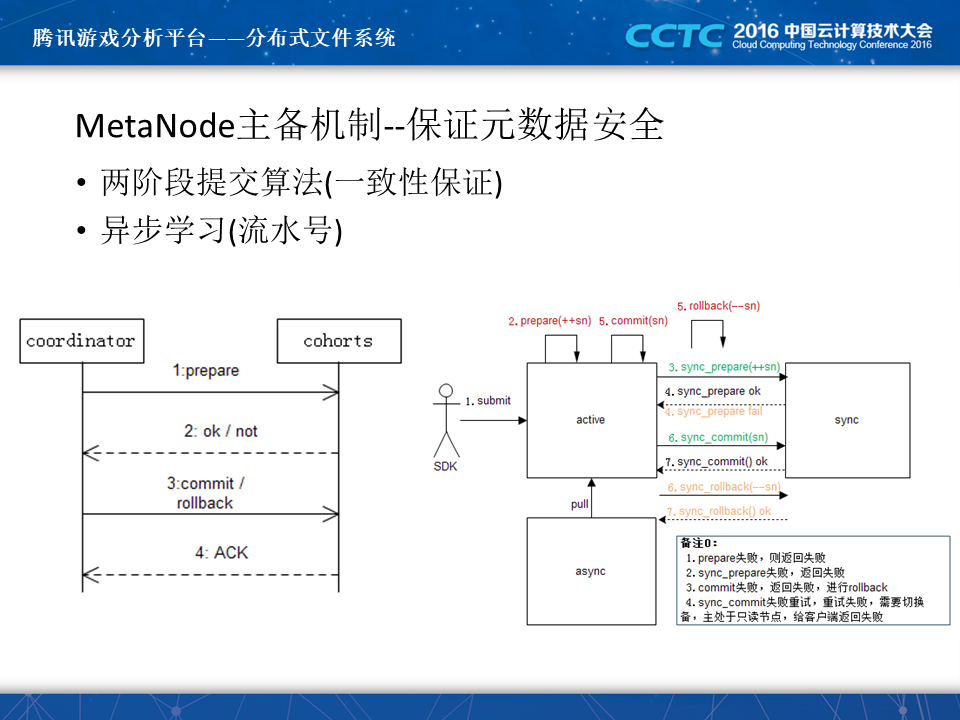 腾讯游戏分析平台——分布式文件系统
CCTC 2016 中国云计算技术大会
Cloud Computing Technology Conference 2016
MetaNode主备机制--保证元数据安全
• 两阶段提交算法(一致性保证)
• 异步学习(流水号)
coordinator
cohorts
1:prepare
2: ok / not
3:commit /
rollback
4: ACK
5. rollback(---sn)
2. prepare(++sn)
5. commit(sn)
1. submit
SDK
active
3. sync_prepare(++sn)
4. sync_prepare ok
4. sync_prepare fail
6. sync_commit(sn)
7. sync_commit() ok
6. sync_rollback(---sn)
7. sync_rollback() ok
sync
pull
async
备注0:
1. prepare失败，则返回失败
2. sync_prepare失败，返回失败
3. commit失败，返回失败，进行rollback
4. sync_commit失败重试，重试失败，需要切换
备，主处于只读节点，给客户端返回失败